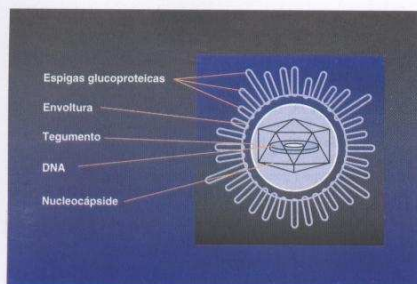 Espigas glucoproteicas
Envoltura
Tegumento
DNA
Nucleocápside